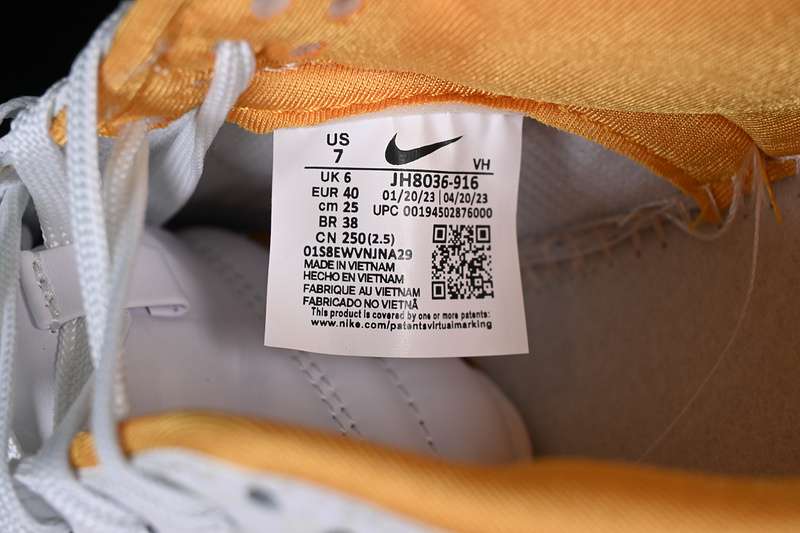 US
7
VH
UK 6
EUR 40
cm 25
BR 38
CN 250(2.5)
JH8036-916
01/20/23 | 04/20/23
UPC 00194502876000
01S8EWVNJNA29
MADE IN VIETNAM
HECHO EN VIETNAM
FABRIQUE AU VIETNAM
FABRICADO NO VIETNÃ
This product is covered by one or more patents:
www.nike.com/patentsvirtualmarking